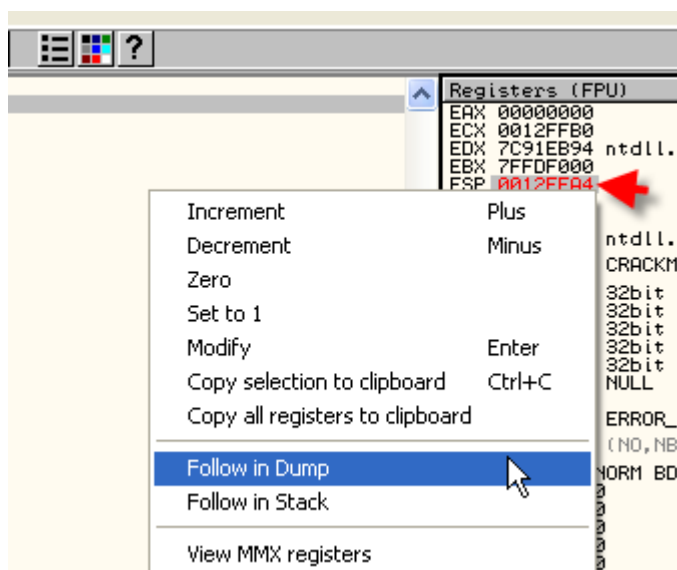 ?
Registers (FPU)
EAX 00000000
ECX 0012FFB0
EDX 7C91EB94 ntdll.
EBX 7FFDF000
ESP 0012FFA4
Increment Plus
Decrement Minus
ntdll.
CRACKM
Zero
32bit
Set to 1
32bit
32bit
Modify Enter
32bit
32bit
Copy selection to clipboard Ctrl+C
NULL
Copy all registers to clipboard
ERROR_
(NO,NB
Follow in Dump
NORM BD
Follow in Stack
View MMX registers